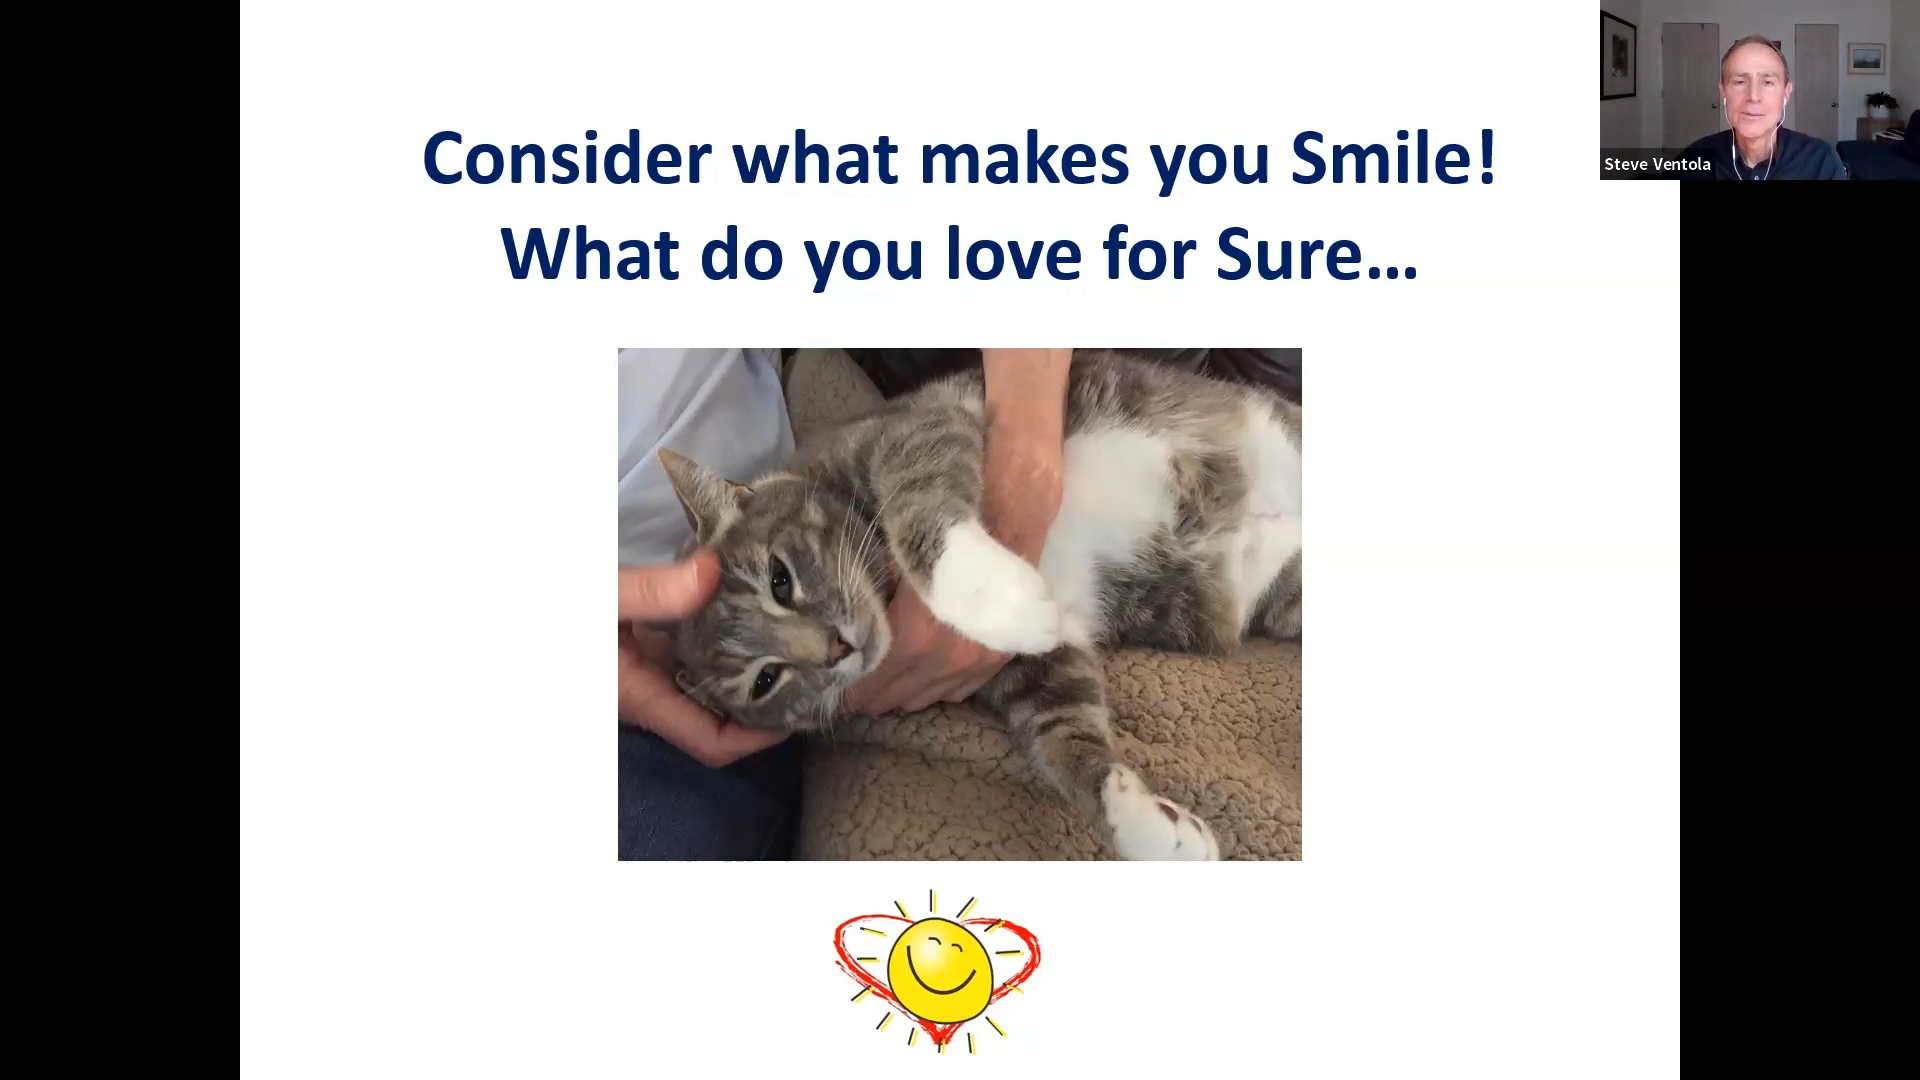 Consider what makes you Smile!
What do you love for Sure...
Steve Ventola